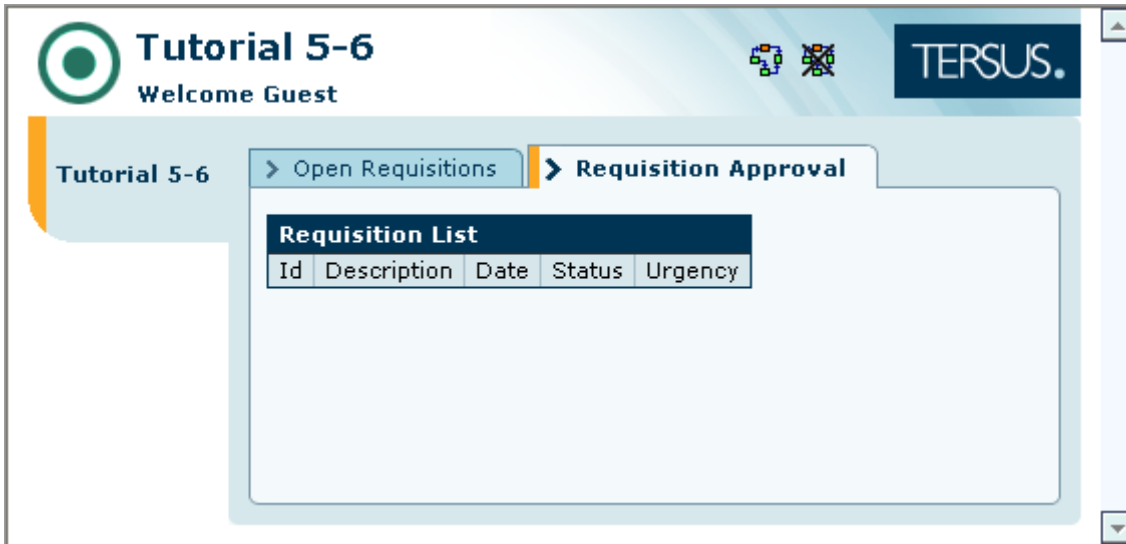 Tutorial 5-6
Welcome Guest
TERSUS.
Tutorial 5-6
Open Requisitions
Requisition Approval
Requisition List
Id Description Date Status Urgency